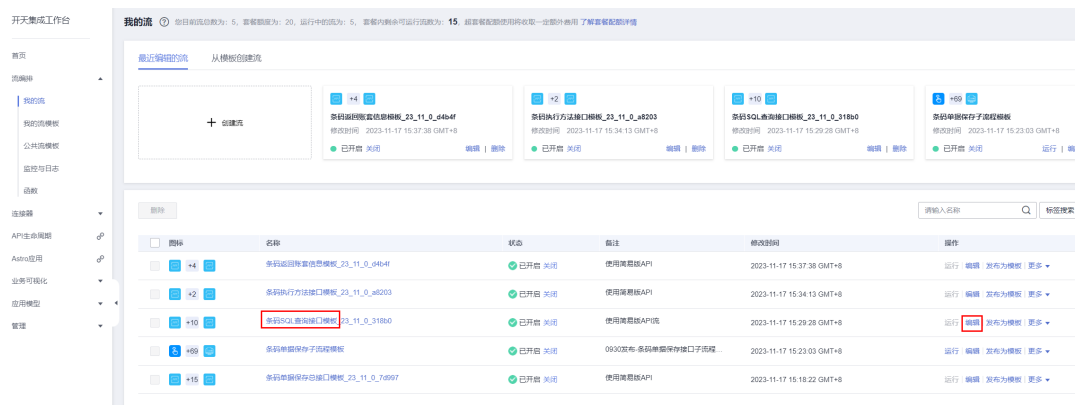 开天集成工作台
我的流 您目前流总数为: 5, 套餐额度为: 20, 运行中的流为: 5, 套餐内剩余可运行流数为: 15, 超套餐配额使用将收取一定额外费用 了解套餐配额详情
首页
流编排
我的流
我的流模板
公共流模板
监控与日志
函数
连接器
API生命周期
Astro应用
业务可视化
应用模型
管理
最近编辑的流 从模板创建流
+ 创建流
+4
条码返回账套信息模板_23_11_0_d4b4f
修改时间 2023-11-17 15:37:38 GMT+8
已开启 关闭 编辑 | 删除
+2
条码执行方法接口模板_23_11_0_a8203
修改时间 2023-11-17 15:34:13 GMT+8
已开启 关闭 编辑 | 删除
+10
条码SQL查询接口模板_23_11_0_318b0
修改时间 2023-11-17 15:29:28 GMT+8
已开启 关闭 编辑 | 删除
+69
条码单据保存子流程模板
修改时间 2023-11-17 15:23:03 GMT+8
已开启 关闭 运行 | 编
删除 请输入名称 标签搜索
图标 名称 状态 备注 修改时间 操作
+4 条码返回账套信息模板_23_11_0_d4b4f 已开启 关闭 使用简易版API 2023-11-17 15:37:38 GMT+8 运行 编辑 发布为模板 更多
+2 条码执行方法接口模板_23_11_0_a8203 已开启 关闭 使用简易版API 2023-11-17 15:34:13 GMT+8 运行 编辑 发布为模板 更多
+10 条码SQL查询接口模板_23_11_0_318b0 已开启 关闭 使用简易版API流 2023-11-17 15:29:28 GMT+8 运行 编辑 发布为模板 更多
+69 条码单据保存子流程模板 已开启 关闭 0930发布-条码单据保存接口子流程... 2023-11-17 15:23:03 GMT+8 运行 编辑 发布为模板 更多
+15 条码单据保存总接口模板_23_11_0_7d997 已开启 关闭 使用简易版API 2023-11-17 15:18:22 GMT+8 运行 编辑 发布为模板 更多